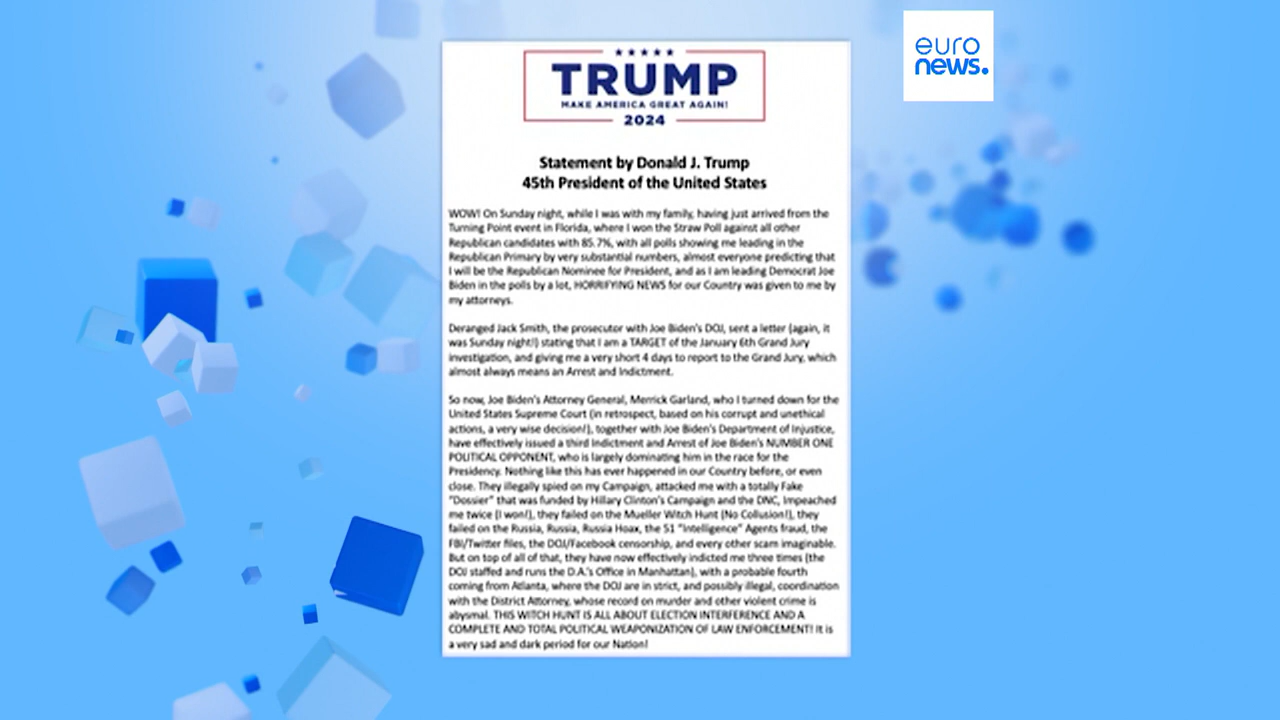 euro
news.
TRUMP
MAKE AMERICA GREAT AGAIN!
2024
Statement by Donald J. Trump
45th President of the United States
WOW! On Sunday night, while I was with my family, having just arrived from the
Turning Point event in Florida, where I won the Straw Poll against all other
Republican candidates with 85.7%, with all polls showing me leading in the
Republican Primary by very substantial numbers, almost everyone predicting that
I will be the Republican Nominee for President, and as I am leading Democrat Joe
Biden in the polls by a lot, HORRIFYING NEWS for our Country was given to me by
my attorneys.
Deranged Jack Smith, the prosecutor with Joe Biden's DOJ, sent a letter (again, it
was Sunday night!) stating that I am a TARGET of the January 6th Grand Jury
investigation, and giving me a very short 4 days to report to the Grand Jury, which
almost always means an Arrest and Indictment.
So now, Joe Biden's Attorney General, Merrick Garland, who I turned down for the
United States Supreme Court (in retrospect, based on his corrupt and unethical
actions, a very wise decision!), together with Joe Biden's Department of Injustice,
have effectively issued a third Indictment and Arrest of Joe Biden's NUMBER ONE
POLITICAL OPPONENT, who is largely dominating him in the race for the
Presidency. Nothing like this has ever happened in our Country before, or even
close. They illegally spied on my Campaign, attacked me with a totally Fake
"Dossier" that was funded by Hillary Clinton's Campaign and the DNC, Impeached
me twice (I won!), they failed on the Mueller Witch Hunt (No Collusion!), they
failed on the Russia, Russia, Russia Hoax, the 51 "Intelligence" Agents fraud, the
FBI/Twitter files, the DOJ/Facebook censorship, and every other scam imaginable.
But on top of all of that, they have now effectively indicted me three times (the
DOJ staffed and runs the D.A.'s Office in Manhattan), with a probable fourth
coming from Atlanta, where the DOJ are in strict, and possibly illegal, coordination
with the District Attorney, whose record on murder and other violent crime is
abysmal. THIS WITCH HUNT IS ALL ABOUT ELECTION INTERFERENCE AND A
COMPLETE AND TOTAL POLITICAL WEAPONIZATION OF LAW ENFORCEMENT! It is
a very sad and dark period for our Nation!